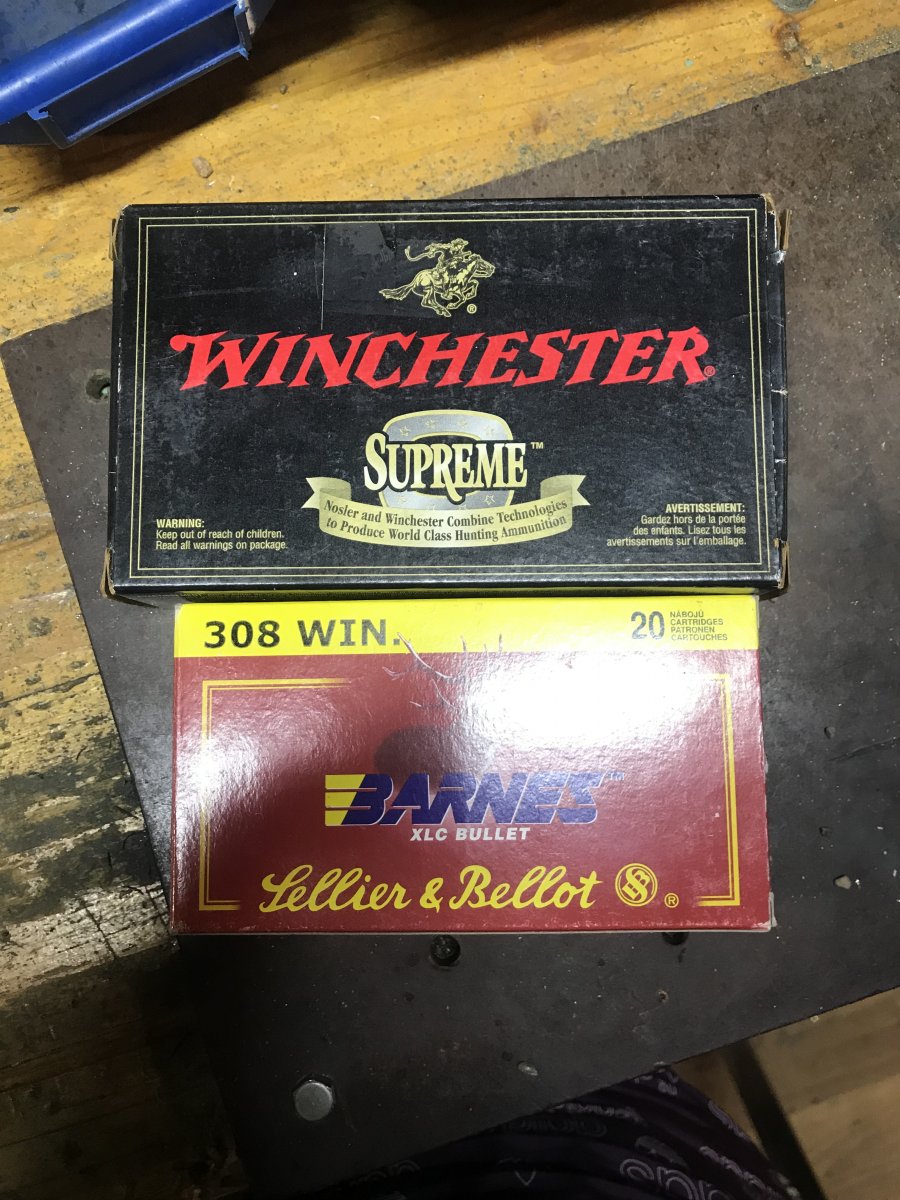 WINCHESTER®
SUPREME™
Nosler and Winchester Combine Technologies
to Produce World Class Hunting Ammunition
WARNING:
Keep out of reach of children.
Read all warnings on package.
AVERTISSEMENT:
Gardez hors de la portée
des enfants. Lisez tous les
avertissements sur l'emballage.
308 WIN.
20
NÁBOJŮ
CARTRIDGES
PATRONEN
CARTOUCHES
BARNES™
XLC BULLET
Sellier & Bellot ®